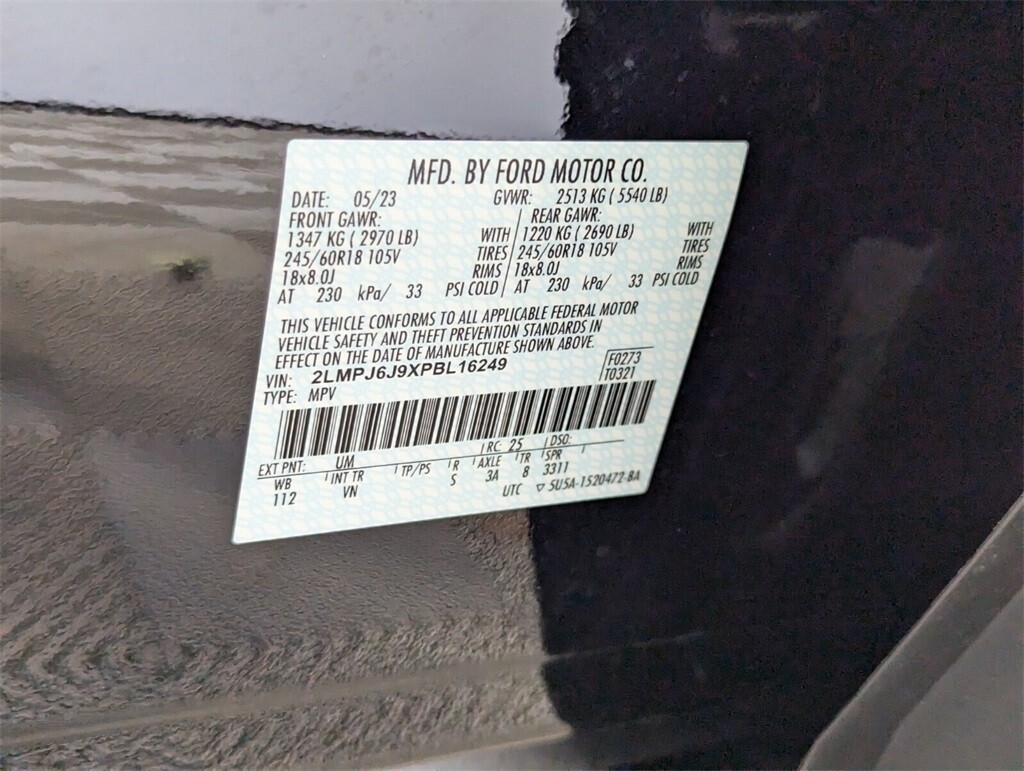 MFD. BY FORD MOTOR CO.
DATE: 05/23 GVWR: 2513 KG ( 5540 LB)
FRONT GAWR: REAR GAWR:
1347 KG ( 2970 LB) WITH 1220 KG ( 2690 LB) WITH
245/60R18 105V TIRES 245/60R18 105V TIRES
18x8.0J RIMS 18x8.0J RIMS
AT 230 kPa/ 33 PSI COLD AT 230 kPa/ 33 PSI COLD
THIS VEHICLE CONFORMS TO ALL APPLICABLE FEDERAL MOTOR
VEHICLE SAFETY AND THEFT PREVENTION STANDARDS IN
EFFECT ON THE DATE OF MANUFACTURE SHOWN ABOVE.
VIN: 2LMPJ6J9XPBL16249 F0273
TYPE: MPV T0321
EXT PNT: UM RC: 25 DSO:
WB INT TR TP/PS R AXLE TR SPR
112 VN S 3A 8 3311
UTC ▽ 5U5A-1520472-BA